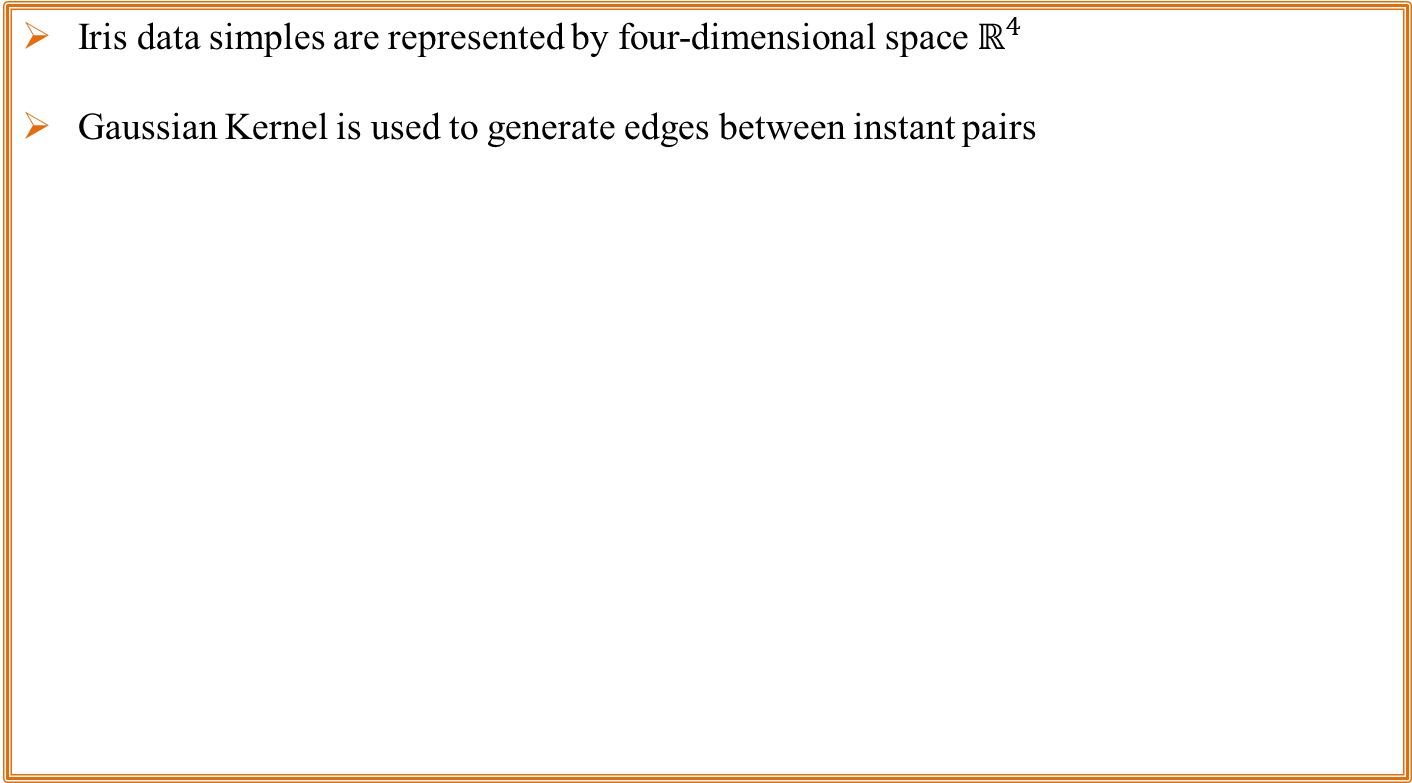 Iris data simples are represented by four-dimensional space ℝ⁴
Gaussian Kernel is used to generate edges between instant pairs